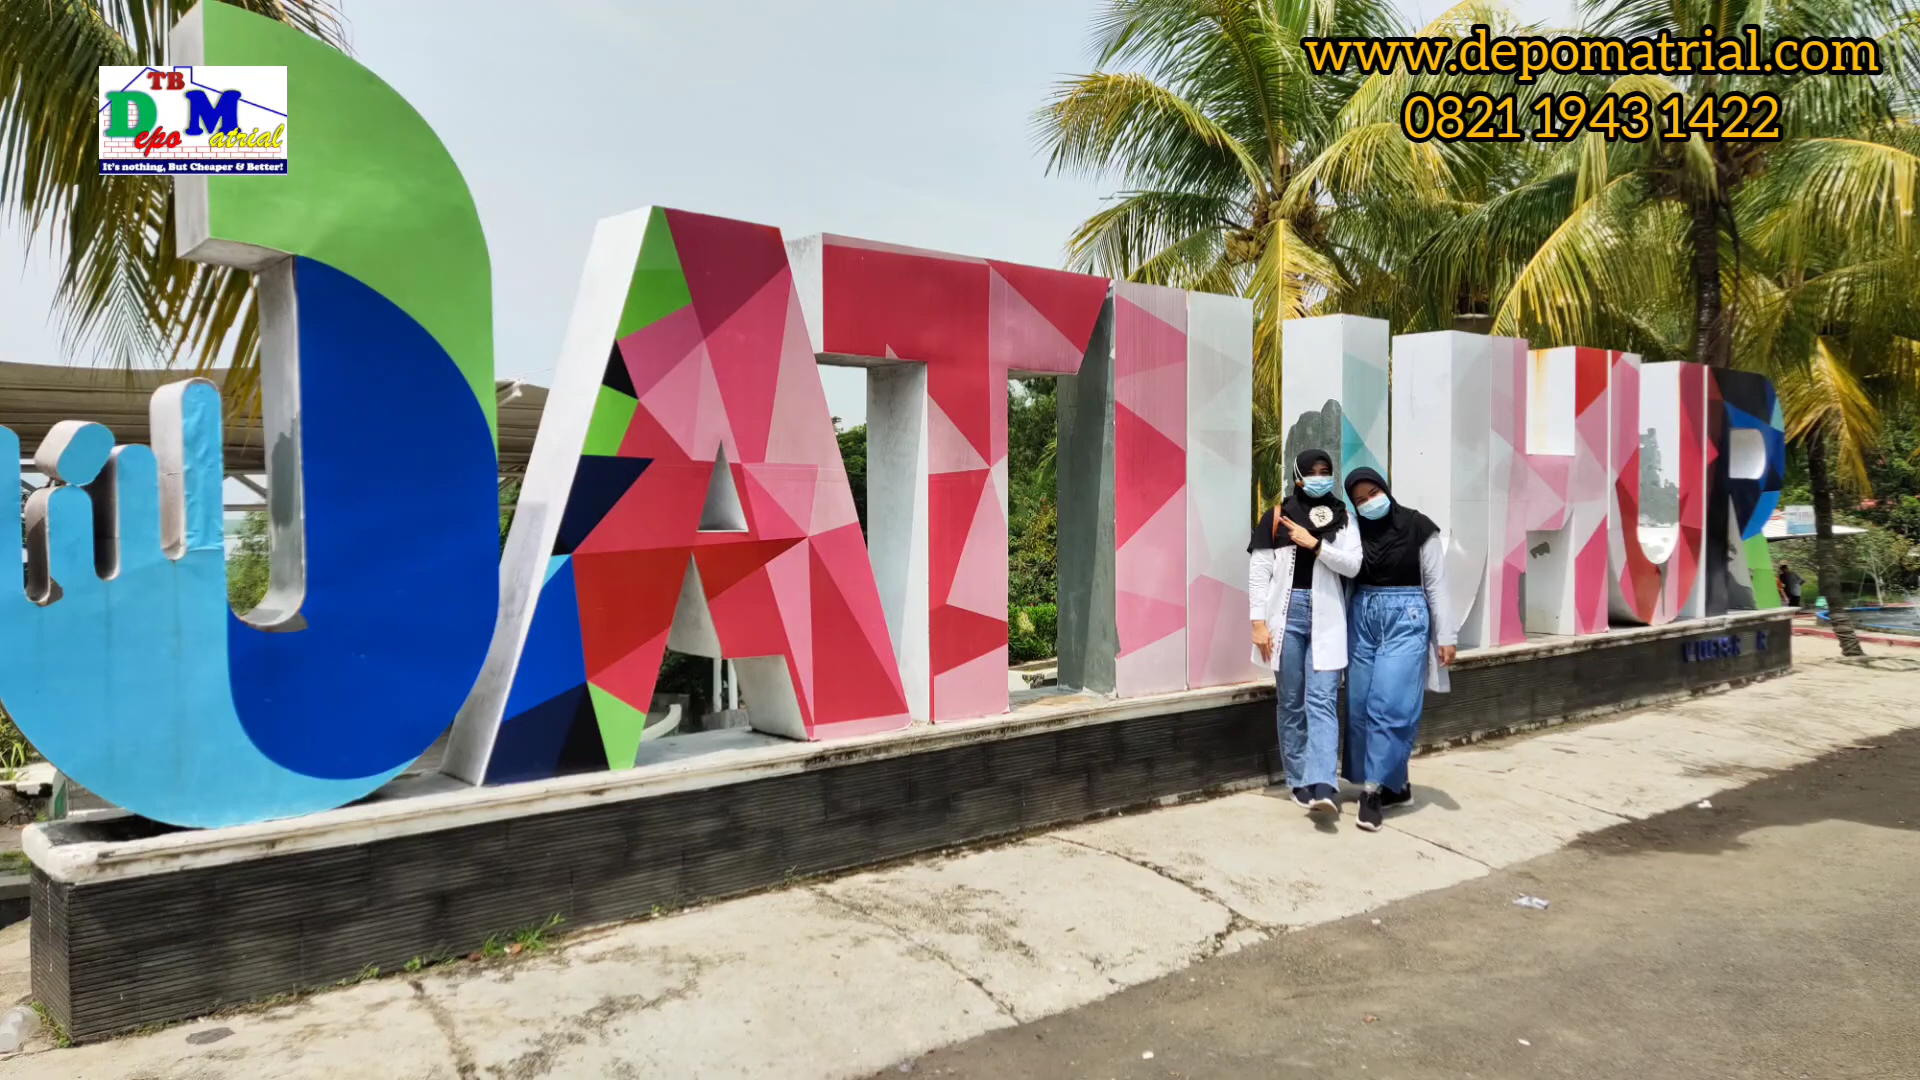 TB
Depo Matrial
It's nothing, But Cheaper & Better!
www.depomatrial.com
0821 1943 1422
JATILUHUR